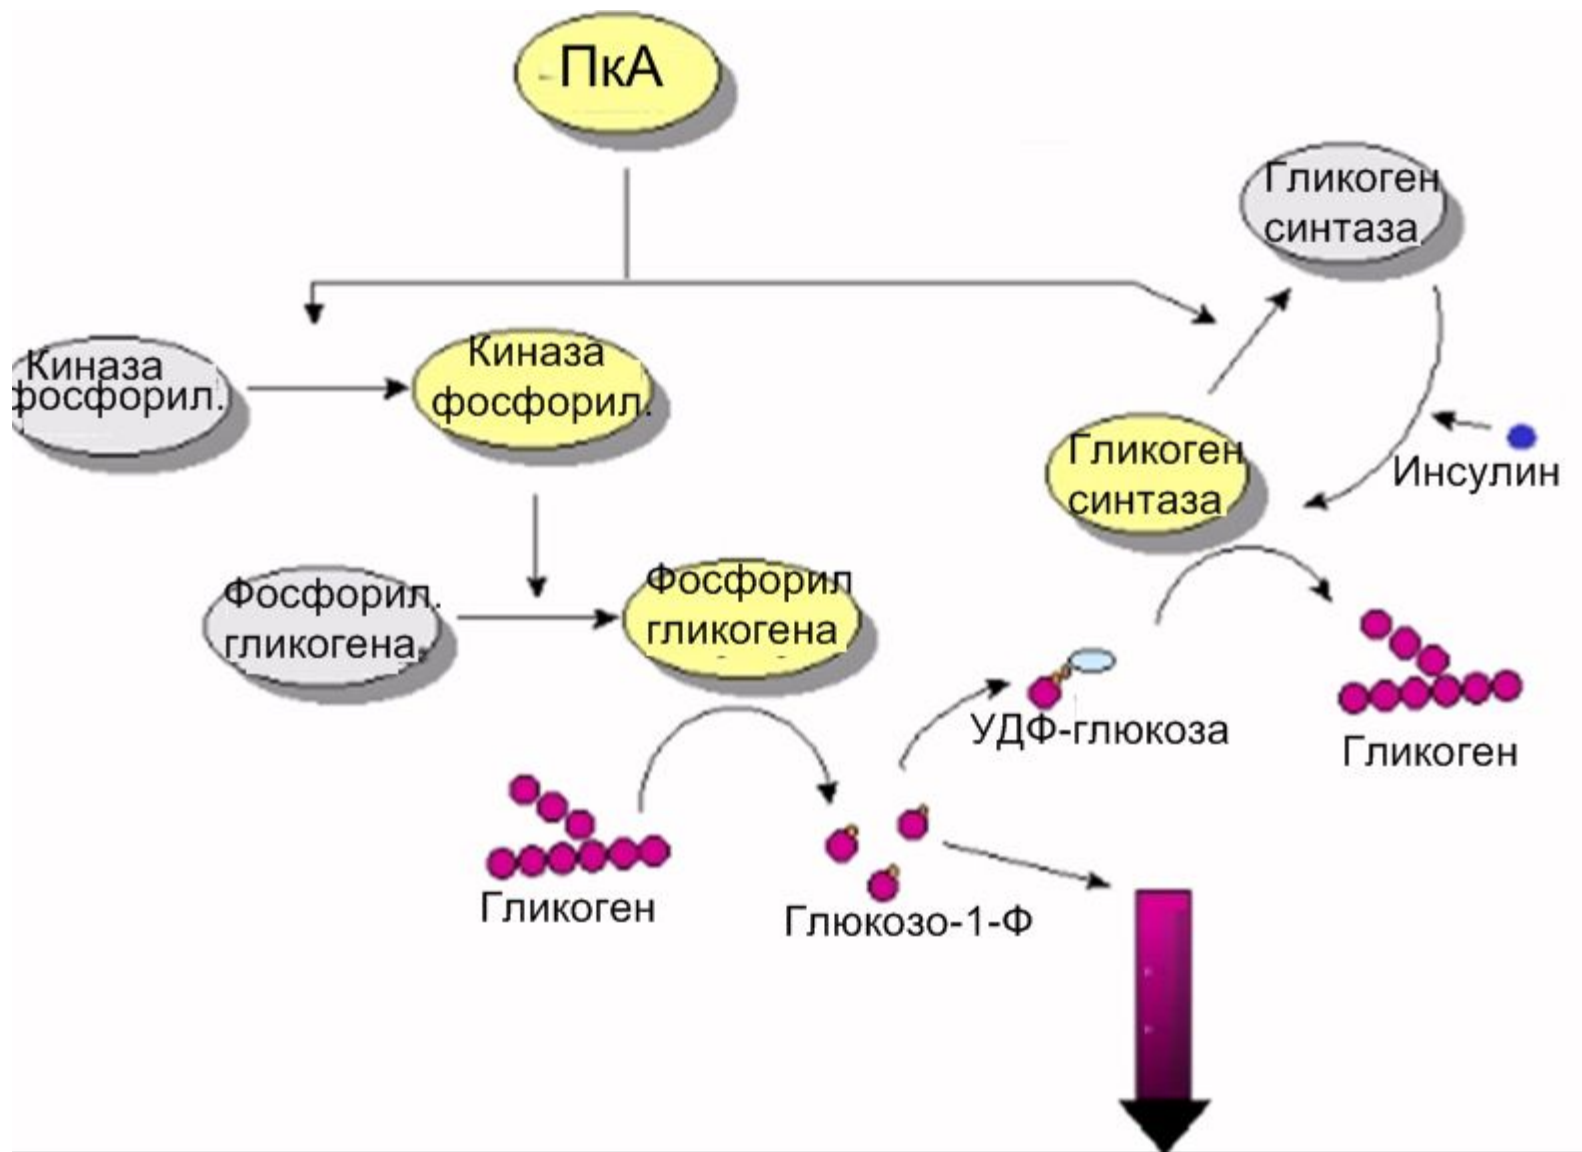 ПкА
Гликоген
синтаза
Киназа
фосфорил.
Киназа
фосфорил.
Гликоген
синтаза
Инсулин
Фосфорил.
гликогена
Фосфорил
гликогена
УДФ-глюкоза
Гликоген
Гликоген
Глюкозо-1-Ф